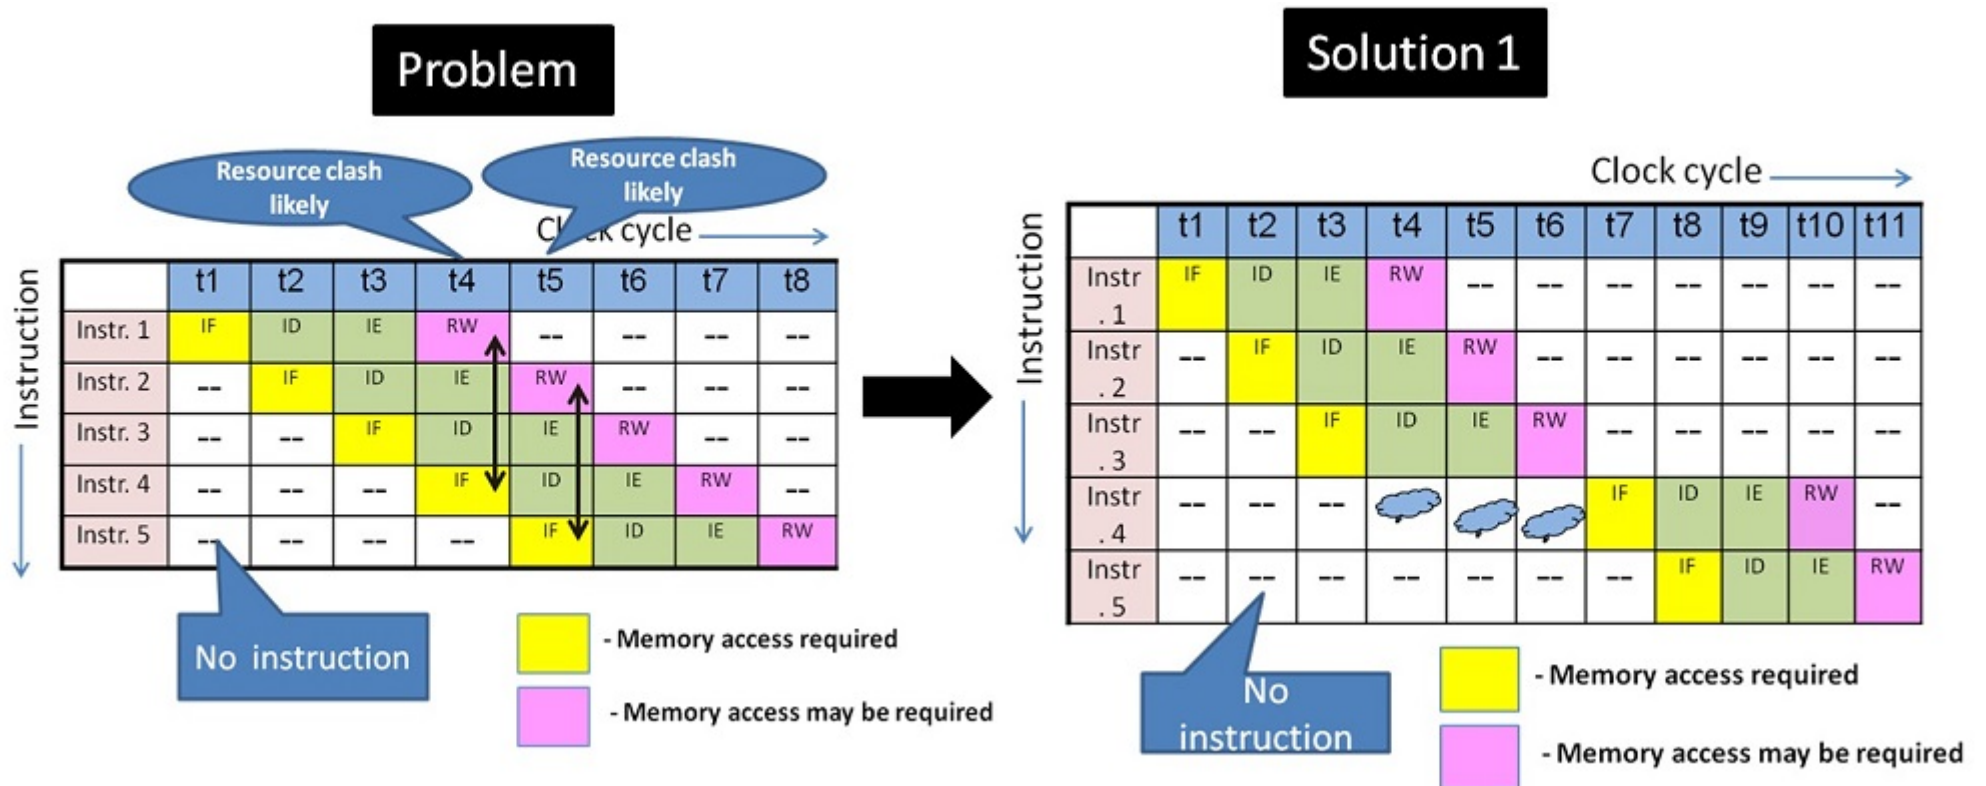 Problem
Resource clash
likely
Resource clash
likely
Clock cycle
Instruction
t1 t2 t3 t4 t5 t6 t7 t8
Instr. 1 IF ID IE RW -- -- -- --
Instr. 2 -- IF ID IE RW -- -- --
Instr. 3 -- -- IF ID IE RW -- --
Instr. 4 -- -- -- IF ID IE RW --
Instr. 5 -- -- -- -- IF ID IE RW
No instruction
- Memory access required
- Memory access may be required
Solution 1
Clock cycle
Instruction
t1 t2 t3 t4 t5 t6 t7 t8 t9 t10 t11
Instr
. 1 IF ID IE RW -- -- -- -- -- -- --
Instr
. 2 -- IF ID IE RW -- -- -- -- -- --
Instr
. 3 -- -- IF ID IE RW -- -- -- -- --
Instr
. 4 -- -- -- IF ID IE RW --
Instr
. 5 -- -- -- -- -- -- -- IF ID IE RW
No
instruction
- Memory access required
- Memory access may be required